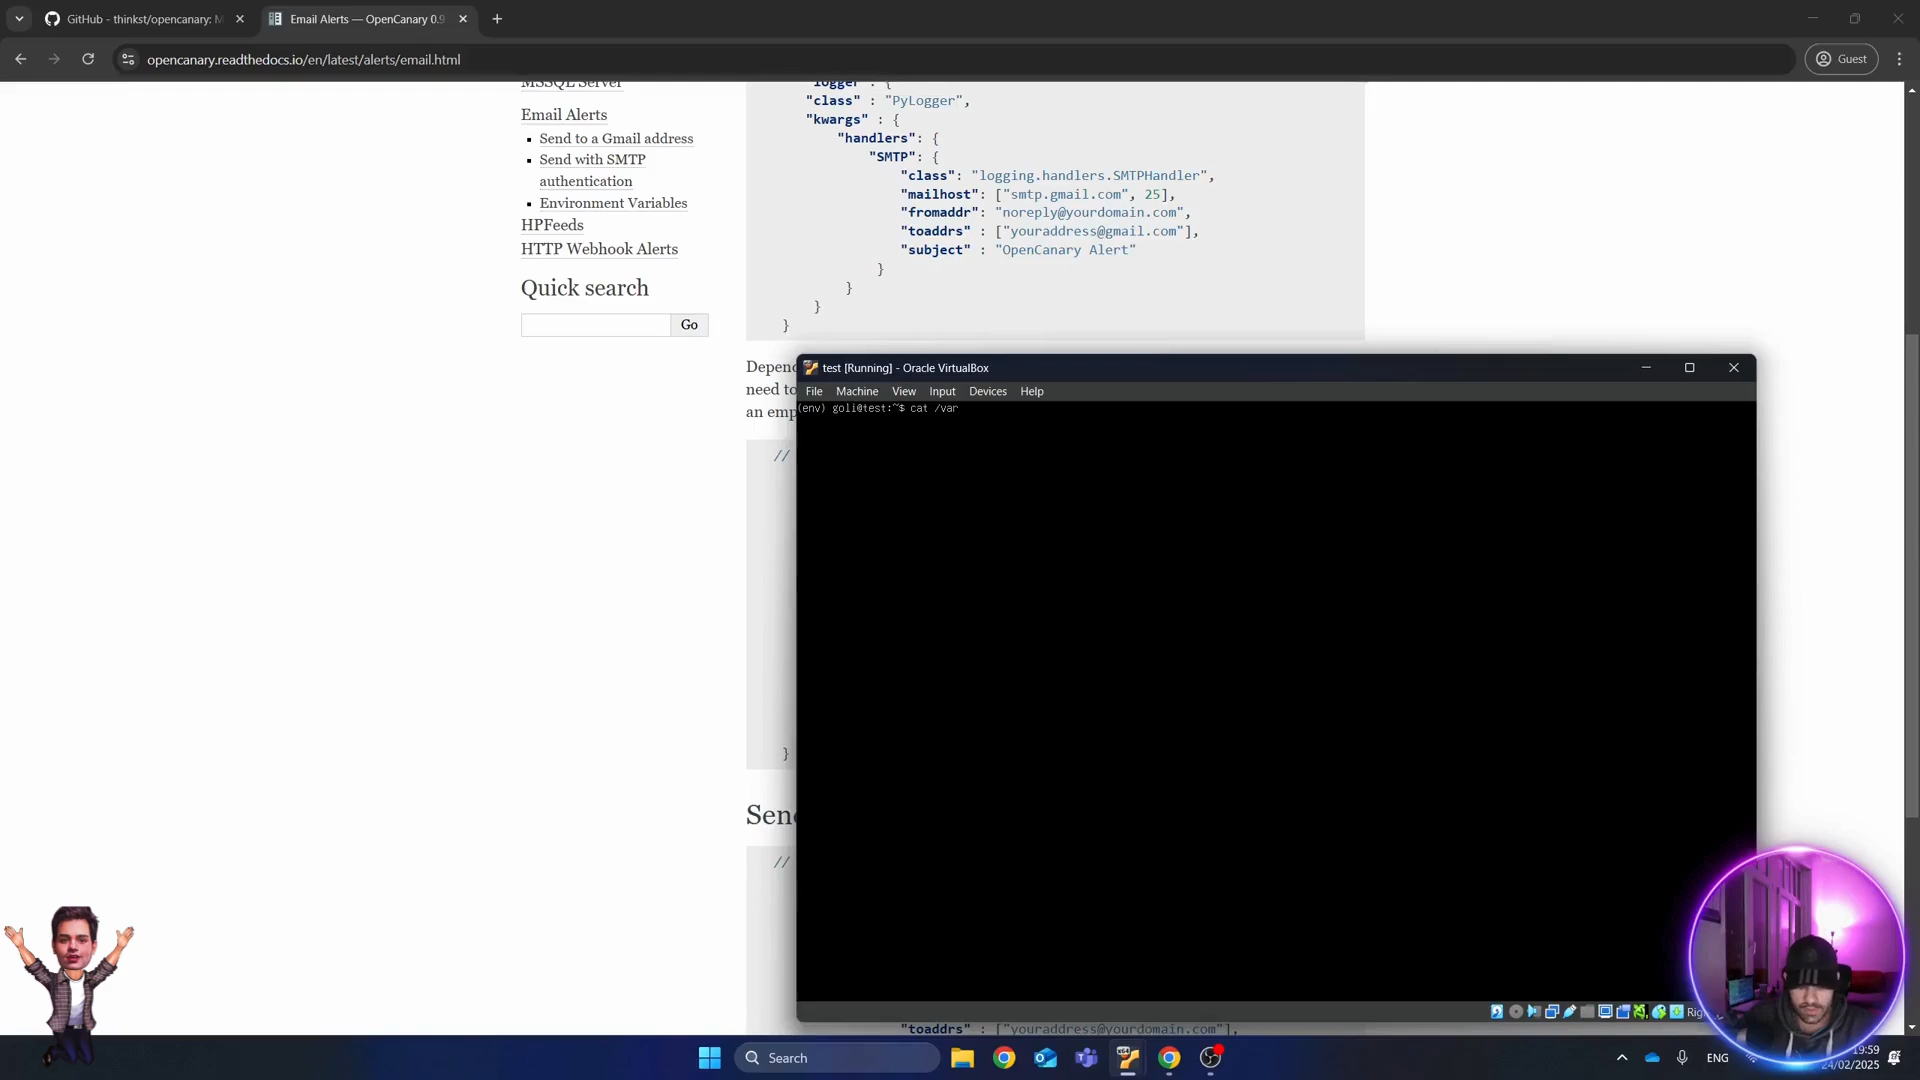 GitHub - thinkst/opencanary: M
Email Alerts — OpenCanary 0.9
opencanary.readthedocs.io/en/latest/alerts/email.html
Guest
MSSQL Server
Email Alerts
Send to a Gmail address
Send with SMTP
authentication
Environment Variables
HPFeeds
HTTP Webhook Alerts
Quick search
Go
"logger" : {
"class" : "PyLogger",
"kwargs" : {
"handlers": {
"SMTP": {
"class": "logging.handlers.SMTPHandler",
"mailhost": ["smtp.gmail.com", 25],
"fromaddr": "noreply@yourdomain.com",
"toaddrs" : ["youraddress@gmail.com"],
"subject" : "OpenCanary Alert"
}
}
}
}
Depend
need to
an emp
//
}
Send
//
"toaddrs" : ["youraddress@yourdomain.com"],
test [Running] - Oracle VirtualBox
File Machine View Input Devices Help
(env) goli@test:~$ cat /var
Search
ENG
19:59
24/02/2025